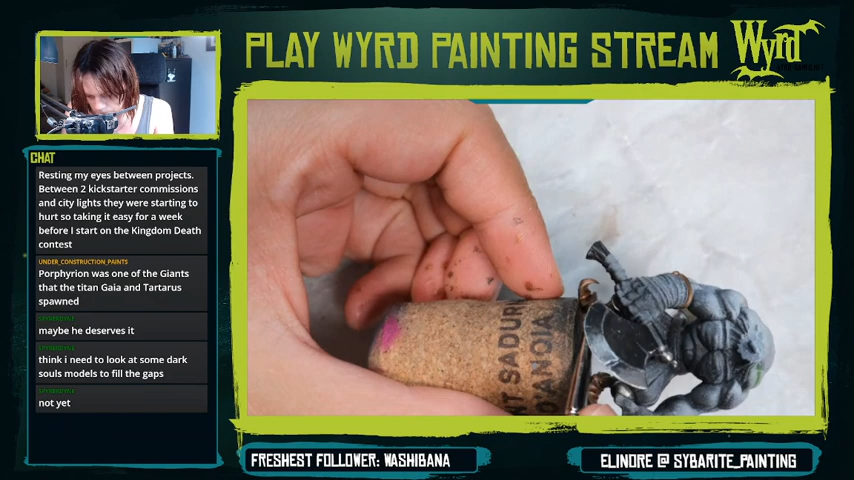 PLAY WYRD PAINTING STREAM
Wyrd
CHAT
Resting my eyes between projects.
Between 2 kickstarter commissions
and city lights they were starting to
hurt so taking it easy for a week
before I start on the Kingdom Death
contest
UNDER_CONSTRUCTION_PAINTS
Porphyrion was one of the Giants
that the titan Gaia and Tartarus
spawned
maybe he deserves it
think i need to look at some dark
souls models to fill the gaps
not yet
NT SADUR
DIANOIA
FRESHEST FOLLOWER: WASHIBANA
ELINORE @ SYBARITE_PAINTING